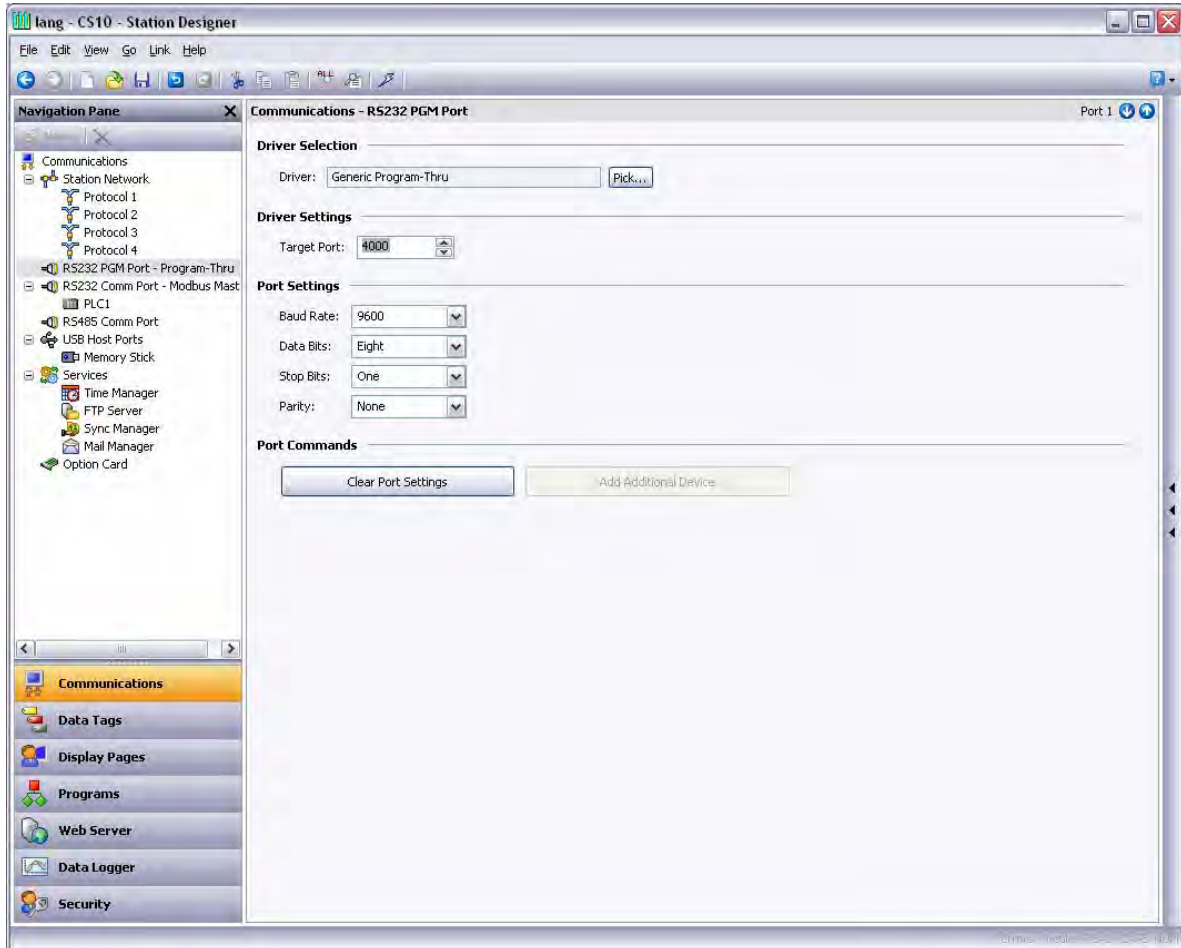 lang - CS10 - Station Designer
File Edit View Go Link Help
ALL
Navigation Pane
Communications - RS232 PGM Port
Port 1
Communications
Station Network
Protocol 1
Protocol 2
Protocol 3
Protocol 4
RS232 PGM Port - Program-Thru
RS232 Comm Port - Modbus Mast
PLC1
RS485 Comm Port
USB Host Ports
Memory Stick
Services
Time Manager
FTP Server
Sync Manager
Mail Manager
Option Card
Driver Selection
Driver: Generic Program-Thru Pick...
Driver Settings
Target Port: 4000
Port Settings
Baud Rate: 9600
Data Bits: Eight
Stop Bits: One
Parity: None
Port Commands
Clear Port Settings Add Additional Device
Communications
Data Tags
Display Pages
Programs
Web Server
Data Logger
Security